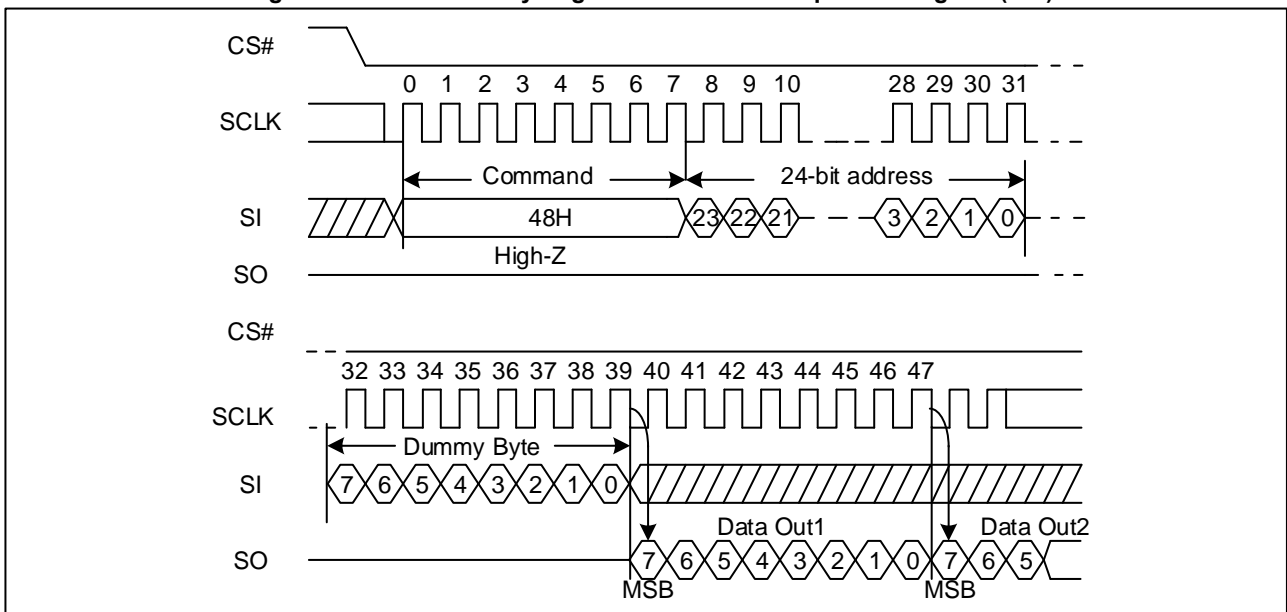 CS#
0 1 2 3 4 5 6 7 8 9 10 28 29 30 31
SCLK
Command 24-bit address
SI 48H 23 22 21 3 2 1 0
High-Z
SO
CS#
32 33 34 35 36 37 38 39 40 41 42 43 44 45 46 47
SCLK
Dummy Byte
SI 7 6 5 4 3 2 1 0
Data Out1 Data Out2
SO 7 6 5 4 3 2 1 0 7 6 5
MSB MSB